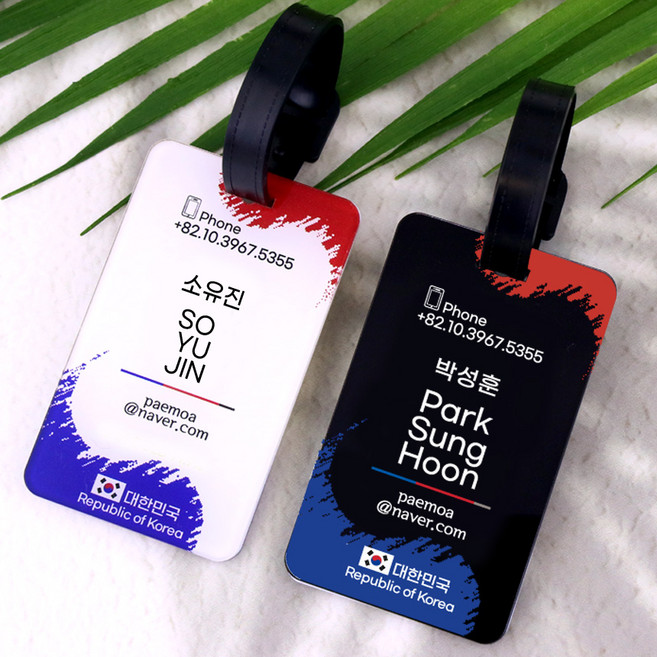 Phone
+82.10.3967.5355
소유진
SO
YU
JIN
paemoa
@naver.com
대한민국
Republic of Korea
Phone
+82.10.3967.5355
박성훈
Park
Sung
Hoon
paemoa
@naver.com
대한민국
Republic of Korea